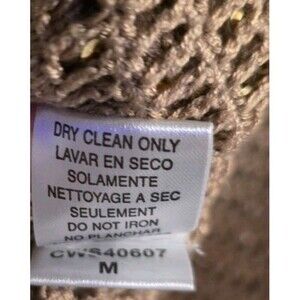 DRY CLEAN ONLY
LAVAR EN SECO
SOLAMENTE
NETTOYAGE A SEC
SEULEMENT
DO NOT IRON
NO PLANCHAR
CWS40607
M